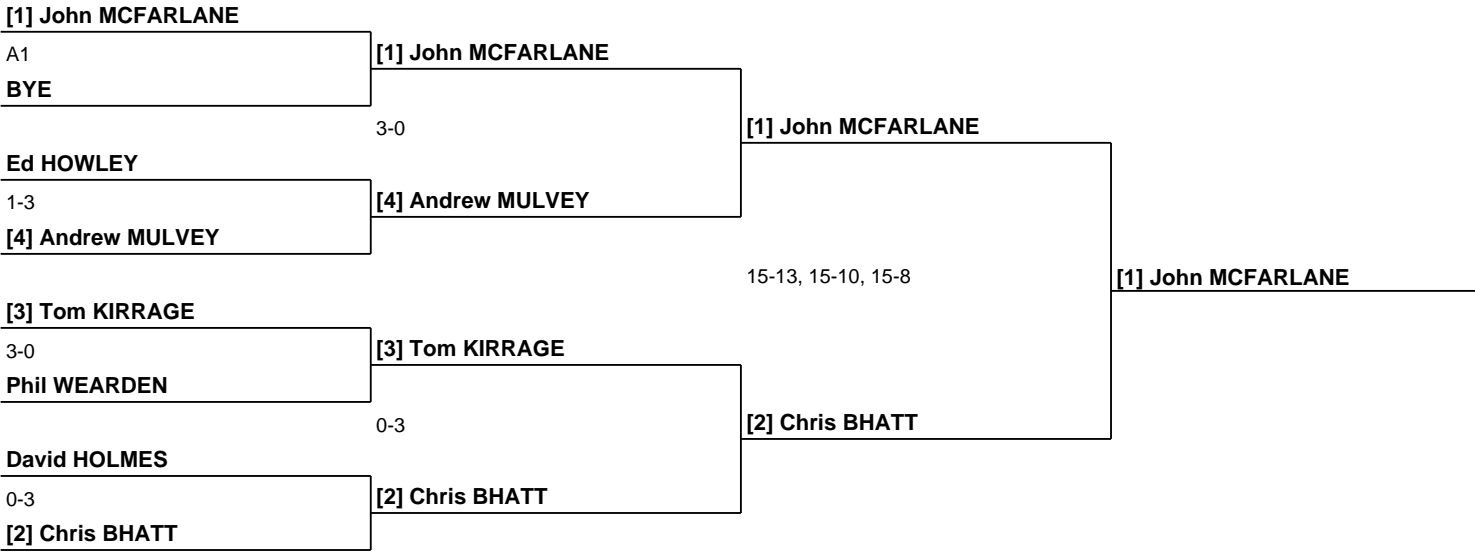 [1] John MCFARLANE
A1
[1] John MCFARLANE
BYE
3-0
[1] John MCFARLANE
Ed HOWLEY
1-3
[4] Andrew MULVEY
[4] Andrew MULVEY
15-13, 15-10, 15-8
[1] John MCFARLANE
[3] Tom KIRRAGE
3-0
[3] Tom KIRRAGE
Phil WEARDEN
0-3
[2] Chris BHATT
David HOLMES
0-3
[2] Chris BHATT
[2] Chris BHATT